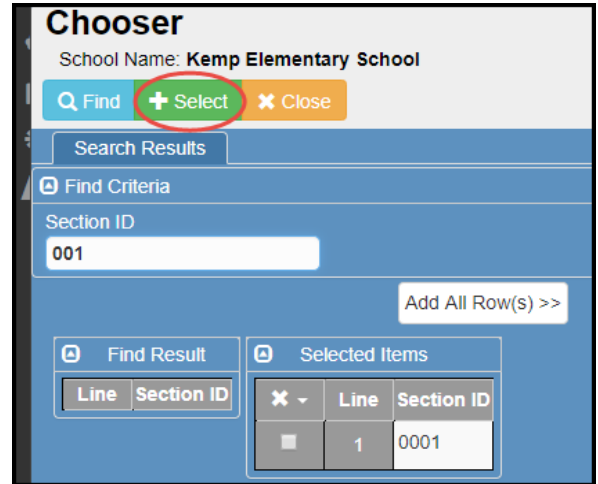 Chooser
School Name: Kemp Elementary School
Find Select Close
Search Results
Find Criteria
Section ID
001
Add All Row(s) >>
Find Result Selected Items
Line Section ID Line Section ID
1 0001